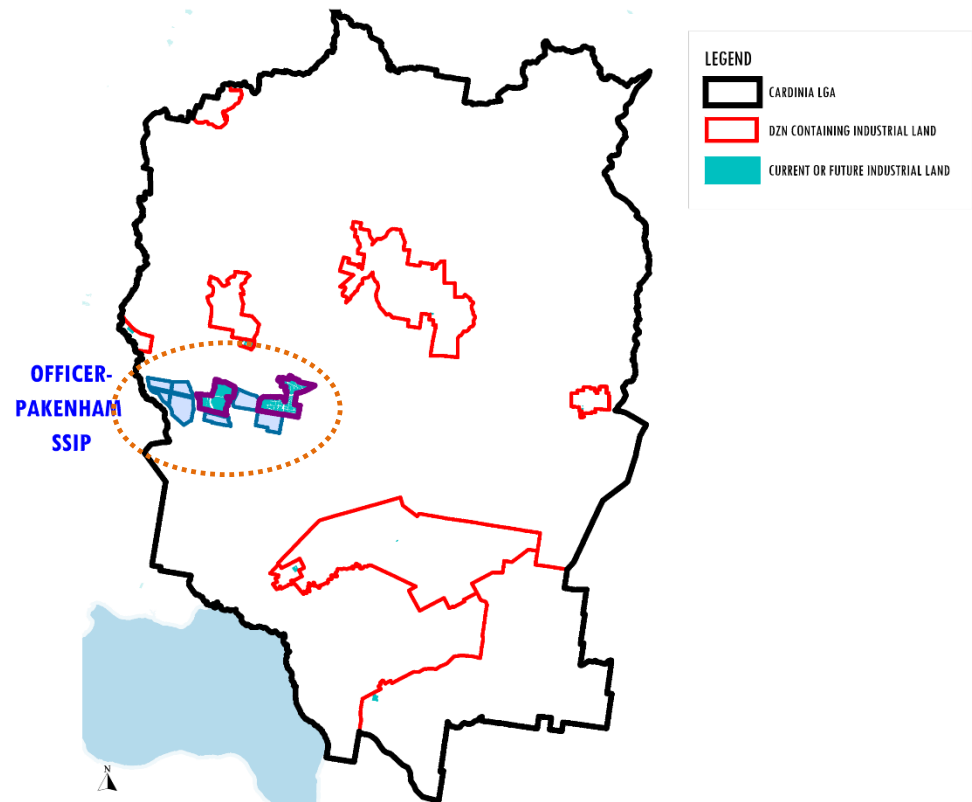 LEGEND
CARDINIA LGA
DZN CONTAINING INDUSTRIAL LAND
CURRENT OR FUTURE INDUSTRIAL LAND
OFFICER-
PAKENHAM
SSIP
N